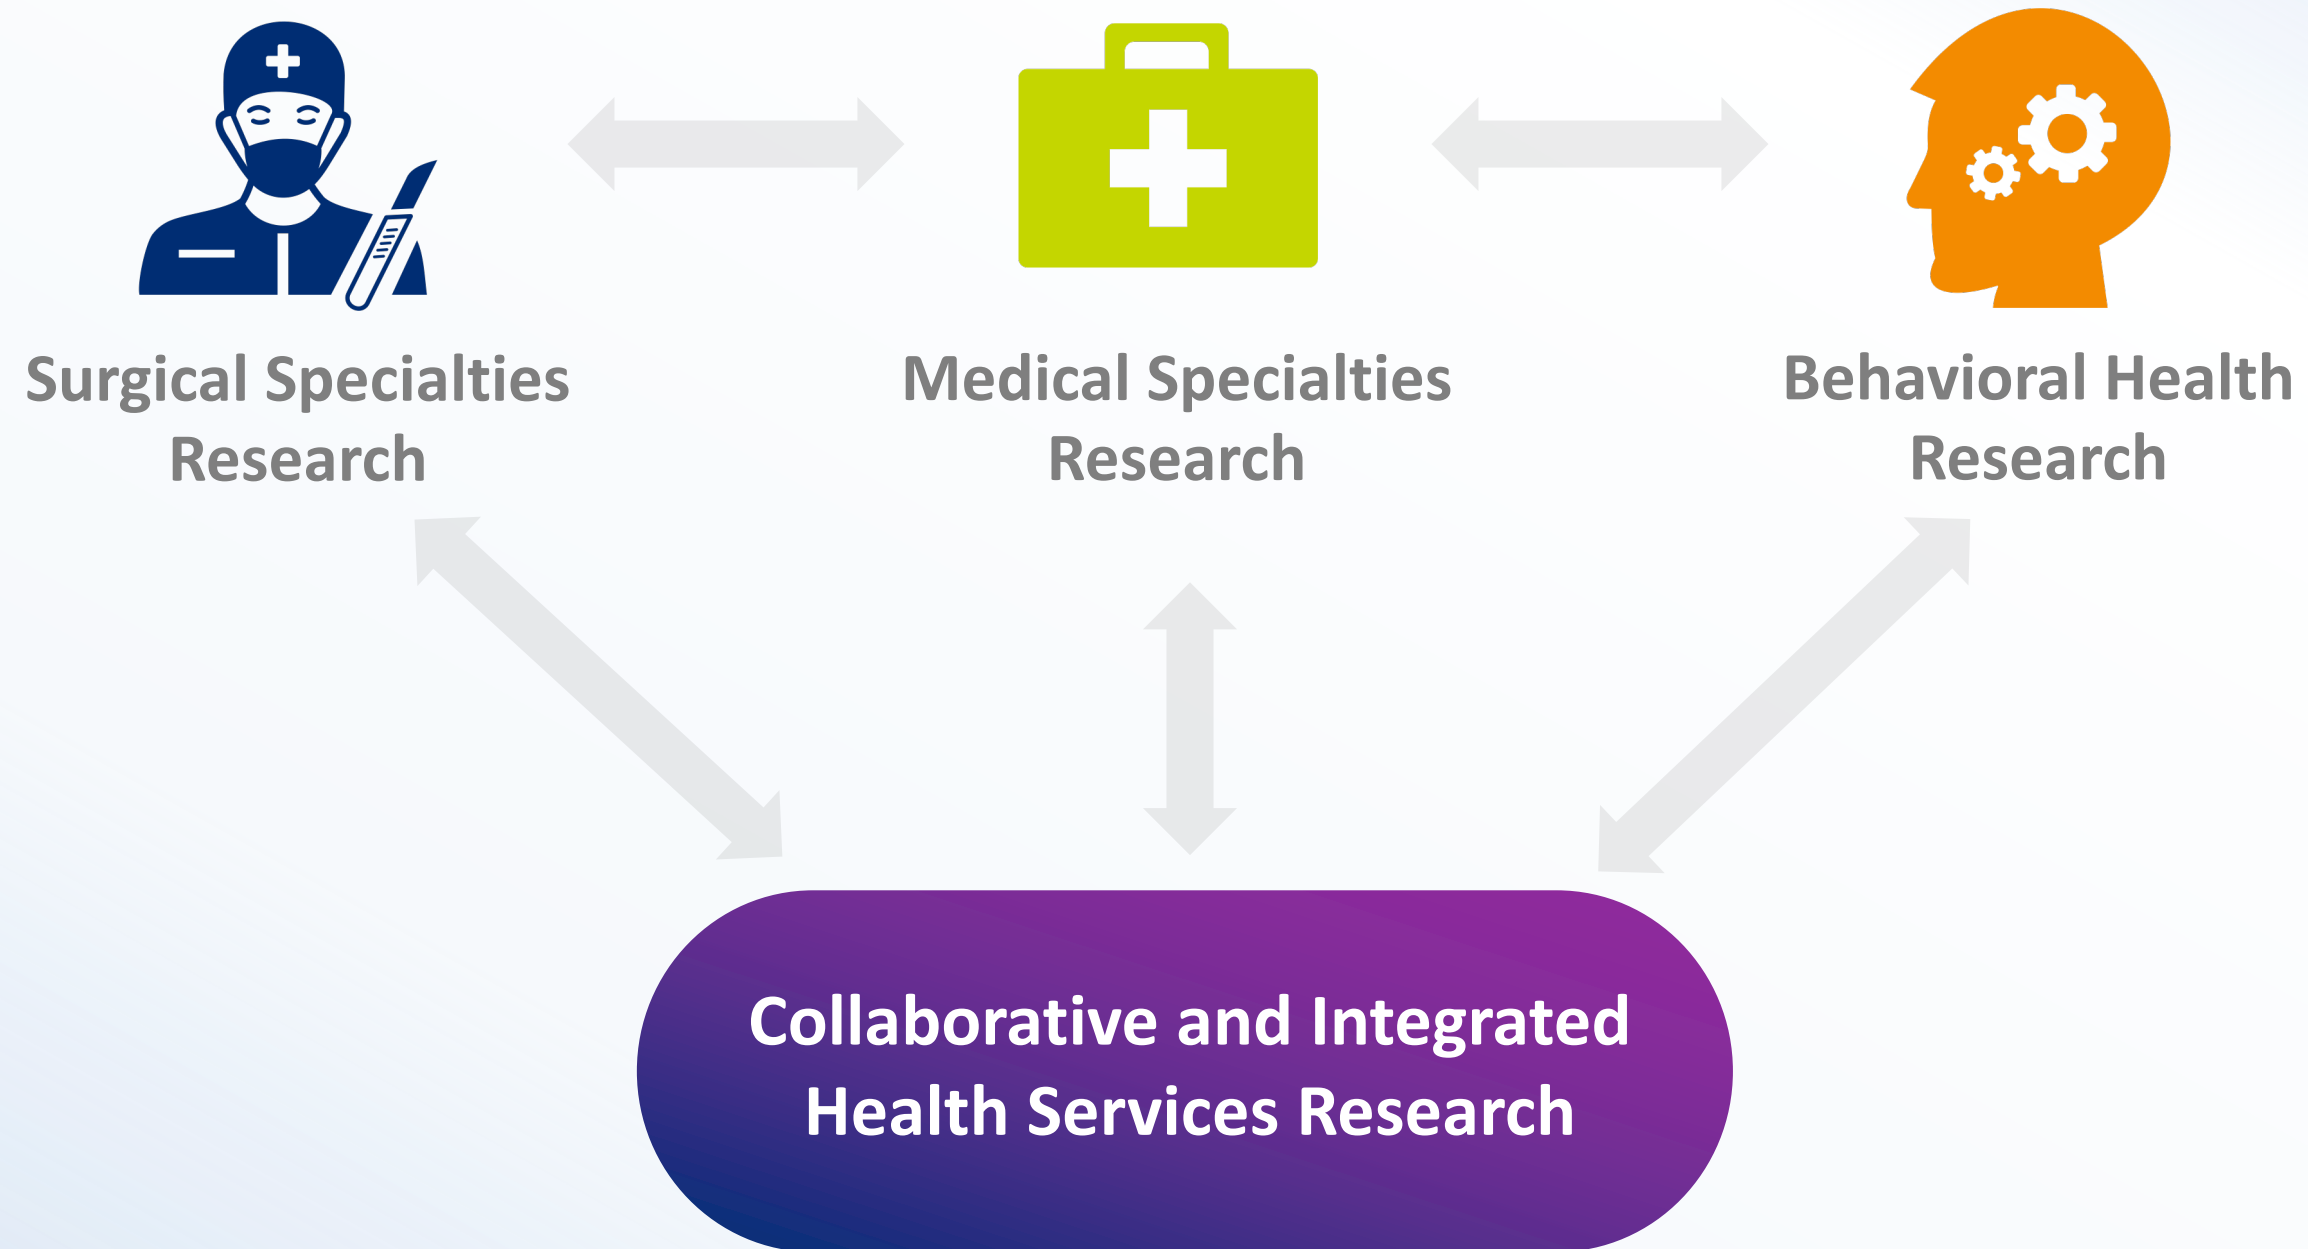 Surgical Specialties
Research
Medical Specialties
Research
Behavioral Health
Research
Collaborative and Integrated
Health Services Research